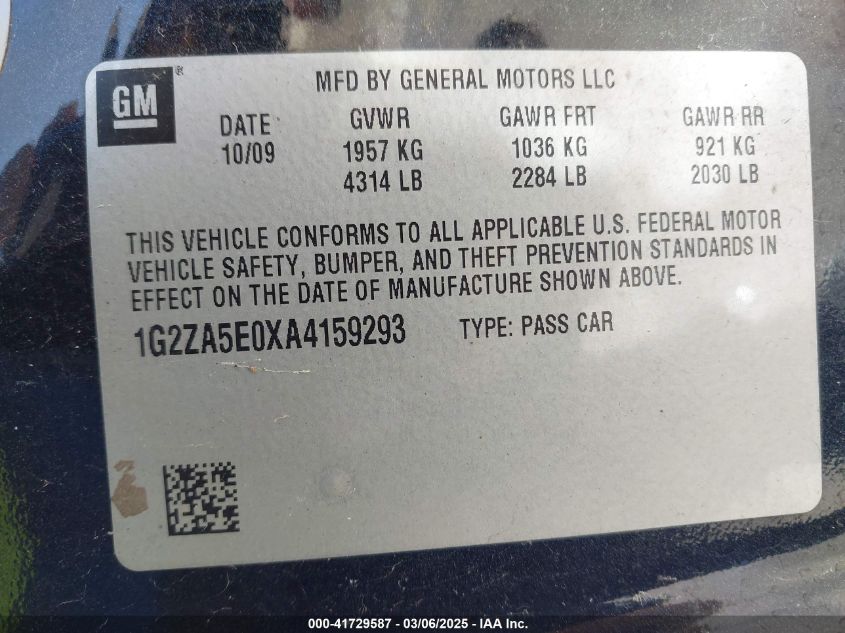 GM®
MFD BY GENERAL MOTORS LLC
DATE GVWR GAWR FRT GAWR RR
10/09 1957 KG 1036 KG 921 KG
4314 LB 2284 LB 2030 LB
THIS VEHICLE CONFORMS TO ALL APPLICABLE U.S. FEDERAL MOTOR
VEHICLE SAFETY, BUMPER, AND THEFT PREVENTION STANDARDS IN
EFFECT ON THE DATE OF MANUFACTURE SHOWN ABOVE.
1G2ZA5E0XA4159293 TYPE: PASS CAR
000-41729587 - 03/06/2025 - CSN.0001